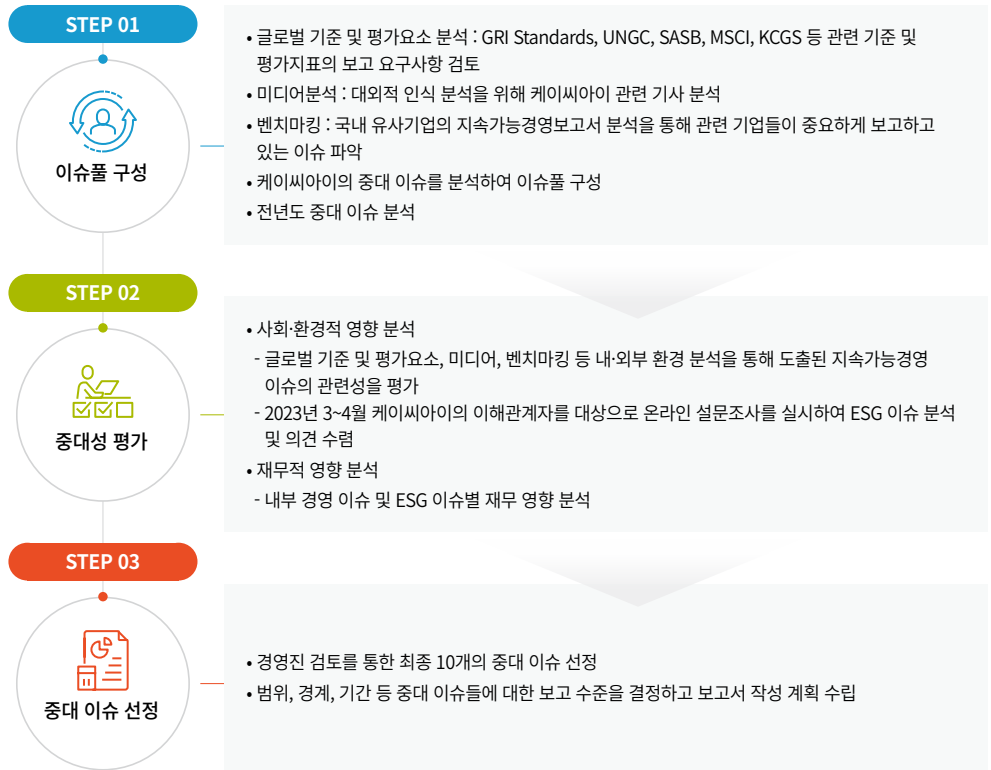 STEP 01
이슈풀 구성
• 글로벌 기준 및 평가요소 분석 : GRI Standards, UNGC, SASB, MSCI, KCGS 등 관련 기준 및
평가지표의 보고 요구사항 검토
• 미디어분석 : 대외적 인식 분석을 위해 케이씨아이 관련 기사 분석
• 벤치마킹 : 국내 유사기업의 지속가능경영보고서 분석을 통해 관련 기업들이 중요하게 보고하고
있는 이슈 파악
• 케이씨아이의 중대 이슈를 분석하여 이슈풀 구성
• 전년도 중대 이슈 분석
STEP 02
중대성 평가
• 사회·환경적 영향 분석
- 글로벌 기준 및 평가요소, 미디어, 벤치마킹 등 내·외부 환경 분석을 통해 도출된 지속가능경영
이슈의 관련성을 평가
- 2023년 3~4월 케이씨아이의 이해관계자를 대상으로 온라인 설문조사를 실시하여 ESG 이슈 분석
및 의견 수렴
• 재무적 영향 분석
- 내부 경영 이슈 및 ESG 이슈별 재무 영향 분석
STEP 03
중대 이슈 선정
• 경영진 검토를 통한 최종 10개의 중대 이슈 선정
• 범위, 경계, 기간 등 중대 이슈들에 대한 보고 수준을 결정하고 보고서 작성 계획 수립